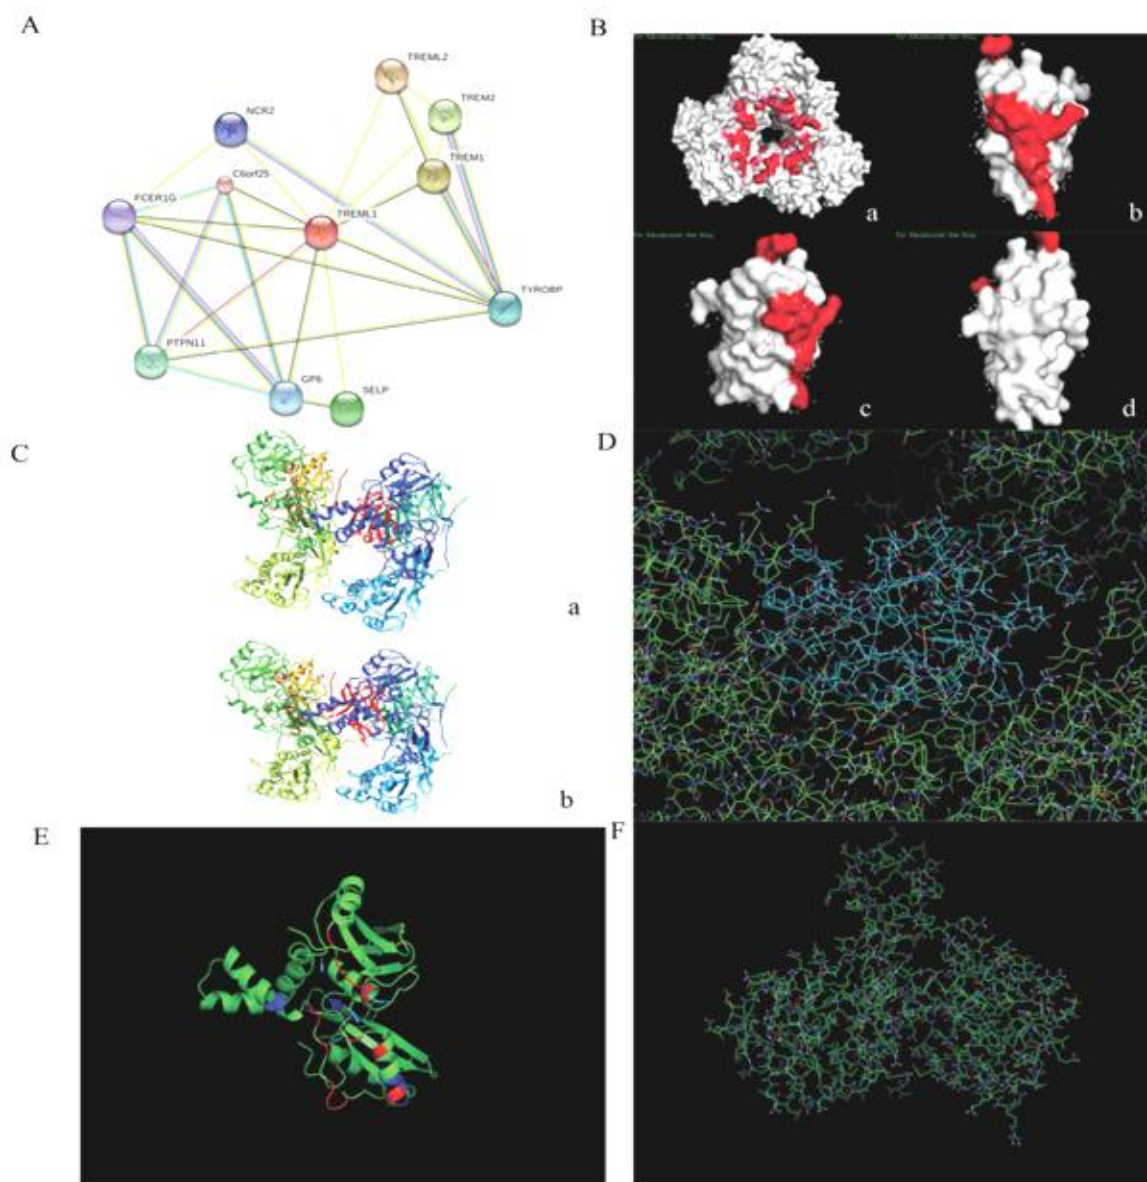 A
B
TREML2
TREM2
NCR2
TREM1
C6orf25
FCER1G
TREML1
TYROBP
PTPN11
GP6
SELP
a
b
c
d
C
D
a
b
E
F